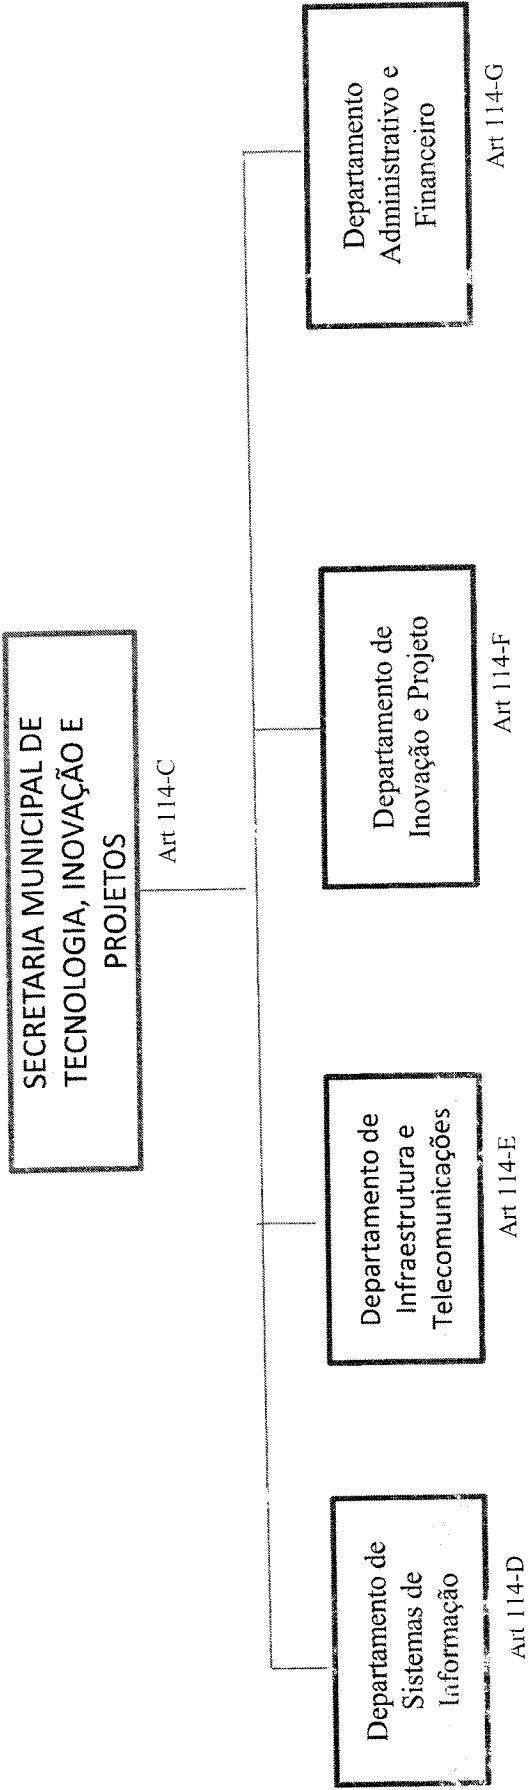 SECRETARIA MUNICIPAL DE
TECNOLOGIA, INOVAÇÃO E
PROJETOS
Art 114-C
Departamento de
Sistemas de
Informação
Art 114-D
Departamento de
Infraestrutura e
Telecomunicações
Art 114-E
Departamento de
Inovação e Projeto
Art 114-F
Departamento
Administrativo e
Financeiro
Art 114-G